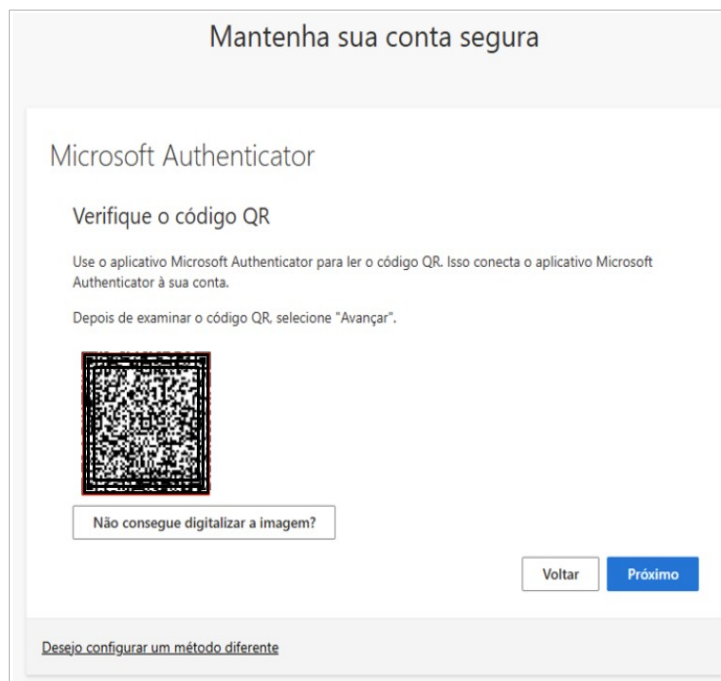 Mantenha sua conta segura
Microsoft Authenticator
Verifique o código QR
Use o aplicativo Microsoft Authenticator para ler o código QR. Isso conecta o aplicativo Microsoft
Authenticator à sua conta.
Depois de examinar o código QR, selecione "Avançar".
Não consegue digitalizar a imagem?
Voltar
Próximo
Desejo configurar um método diferente